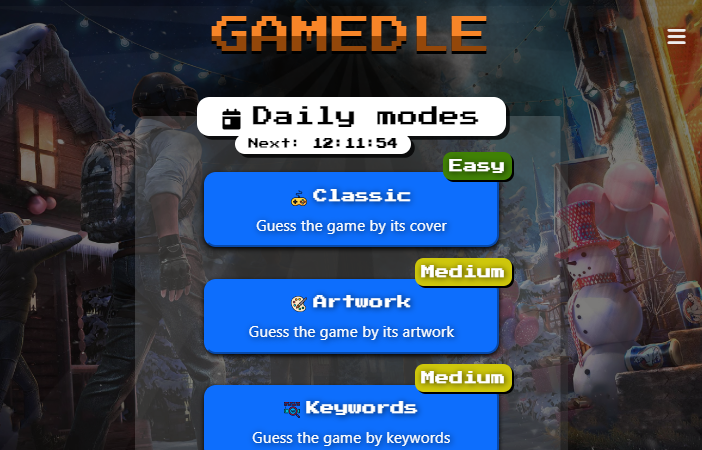 GAMEDLE
Daily modes
Next: 12:11:54
Easy
Classic
Guess the game by its cover
Medium
Artwork
Guess the game by its artwork
Medium
Keywords
Guess the game by keywords